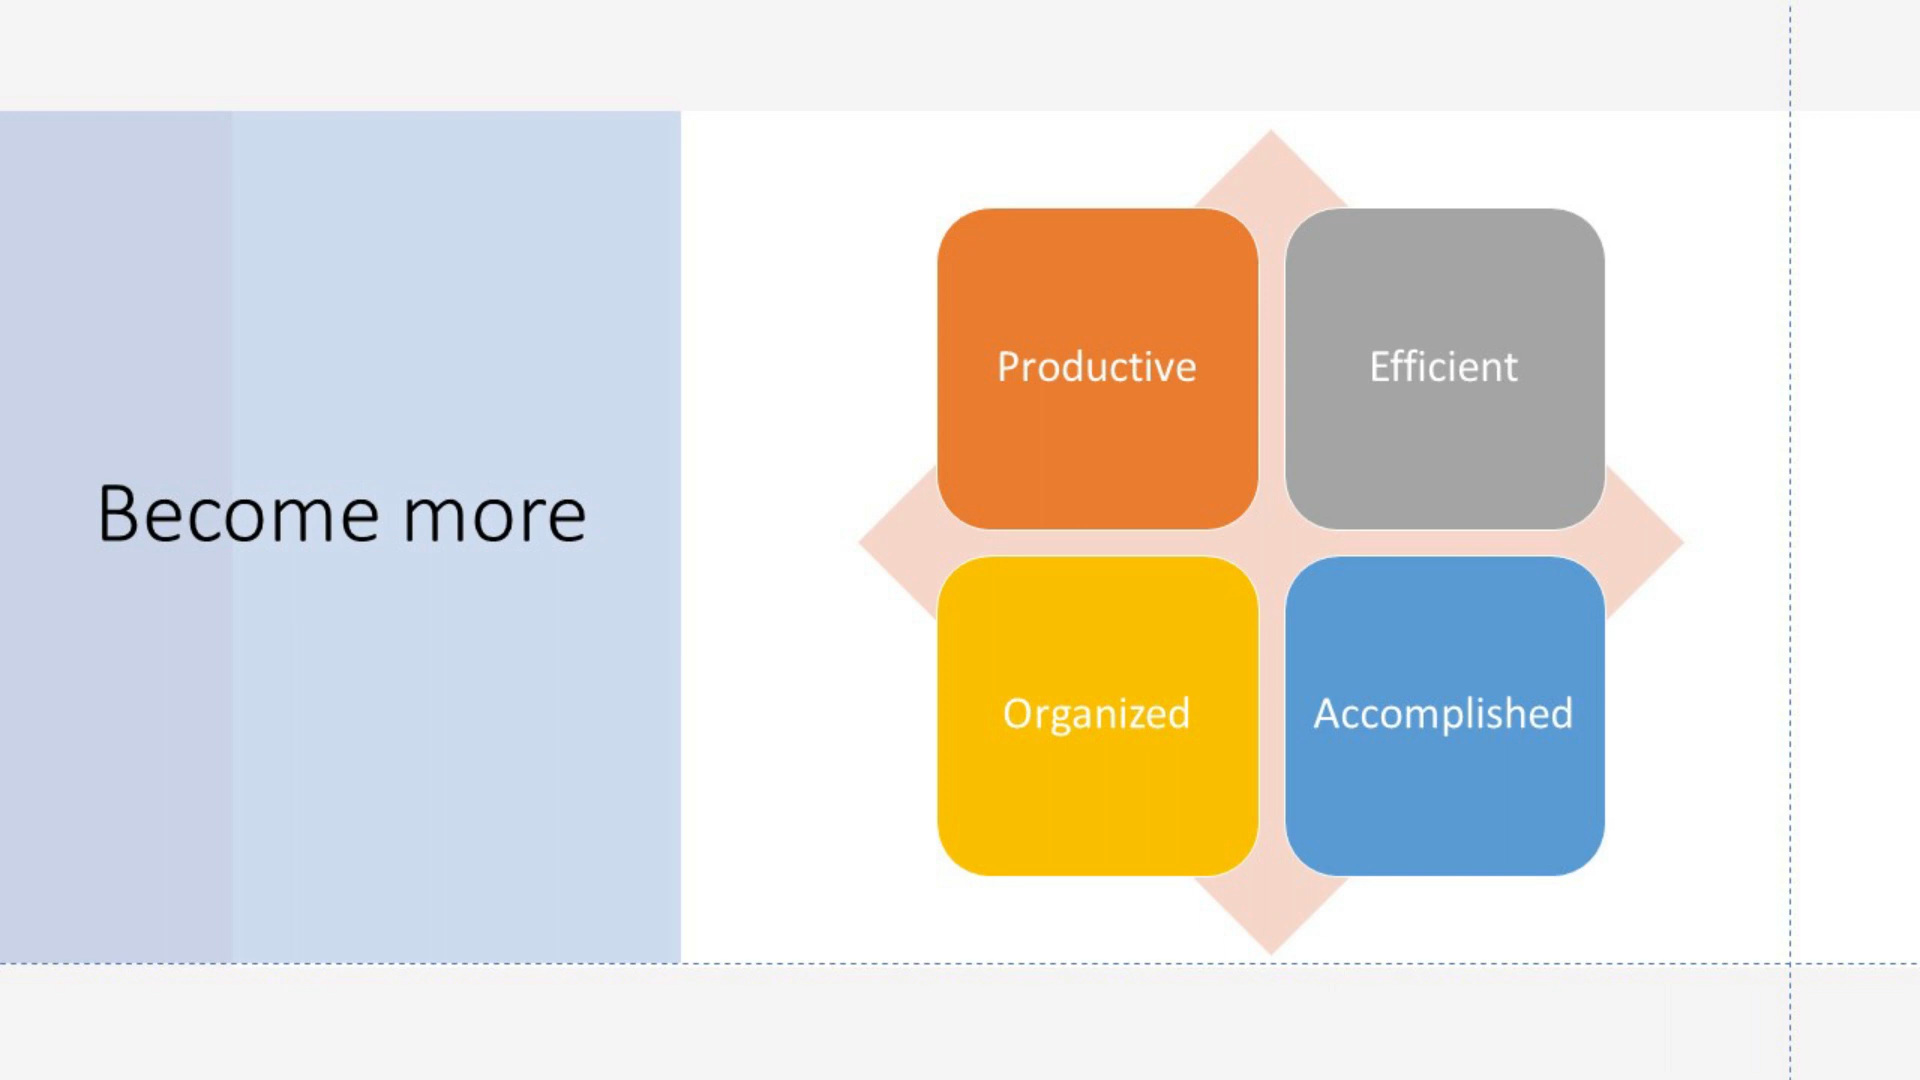 Become more
Productive
Efficient
Organized
Accomplished